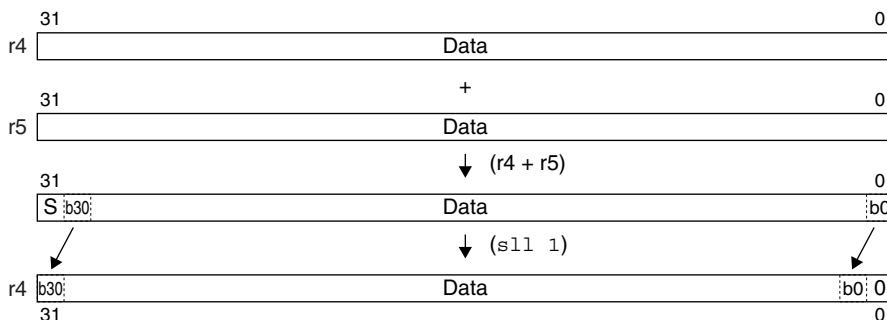 31 0
r4 Data
+
31 0
r5 Data
(r4 + r5)
31 0
S b30 Data b0
(sll 1)
r4 b30 Data b0 0
31 0